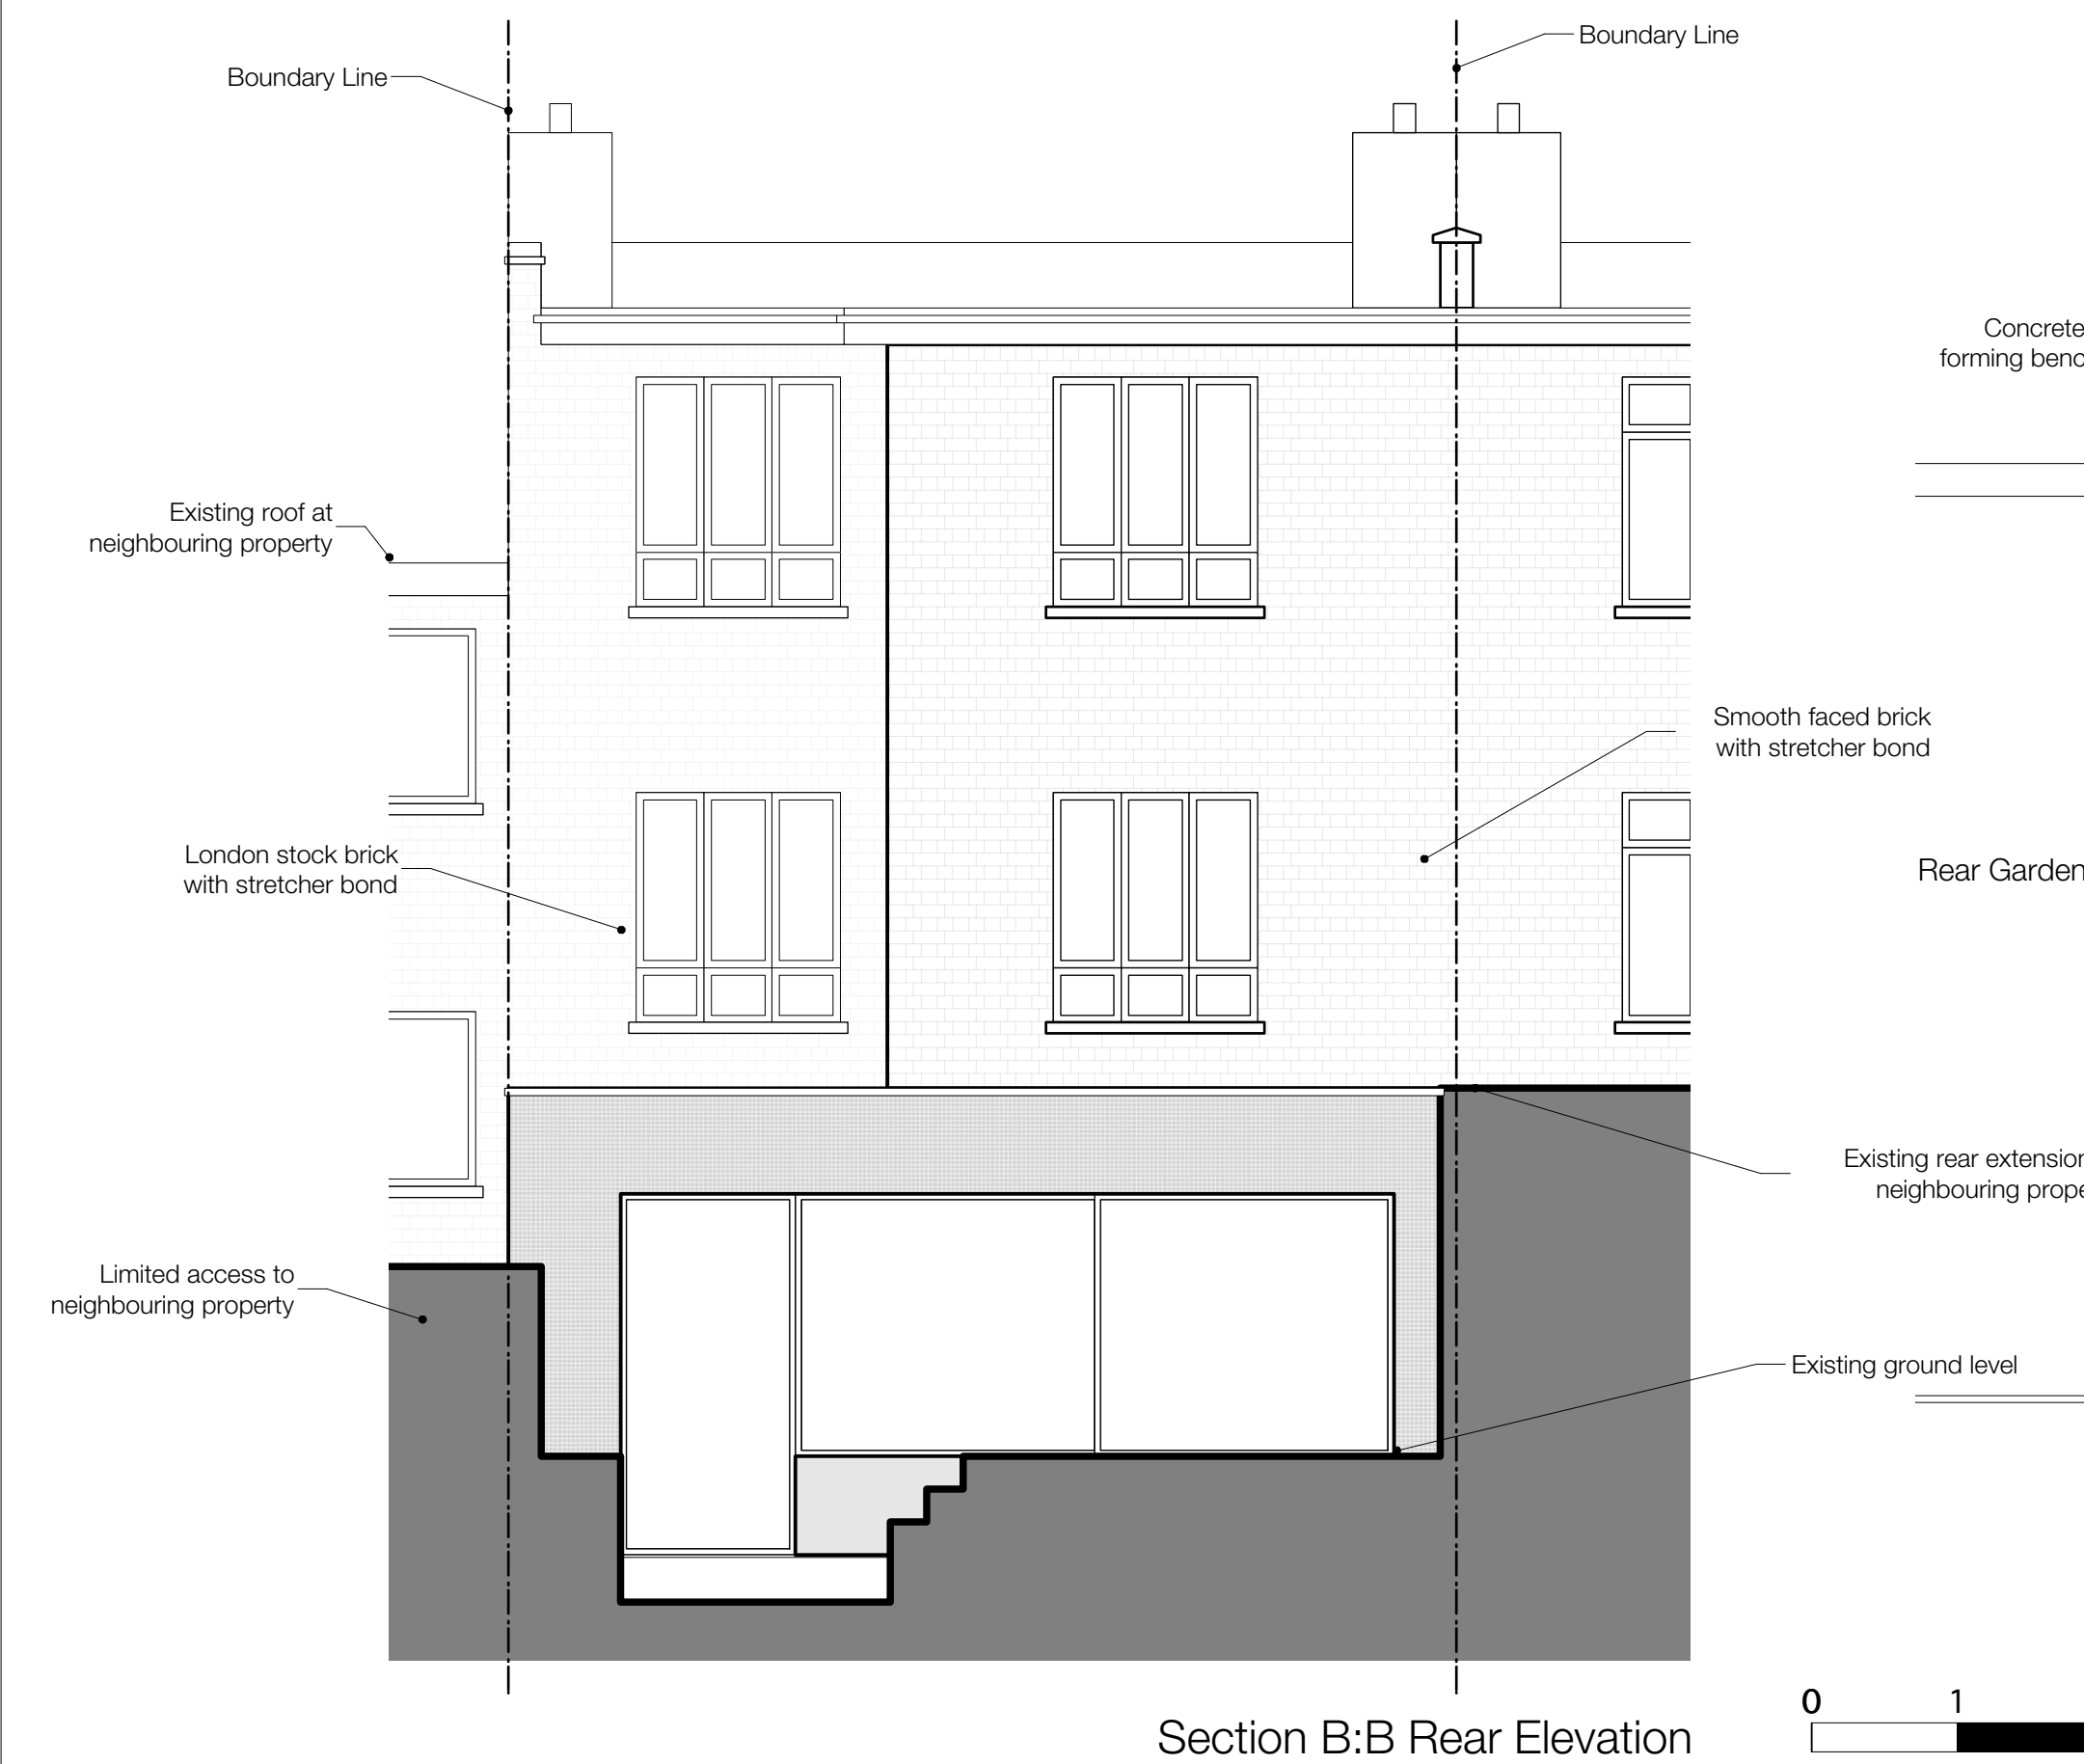 Boundary Line
Boundary Line
Concrete
forming benc
Existing roof at
neighbouring property
Smooth faced brick
with stretcher bond
London stock brick
with stretcher bond
Rear Garden
Existing rear extension
neighbouring prope
Limited access to
neighbouring property
Existing ground level
0 1
Section B:B Rear Elevation